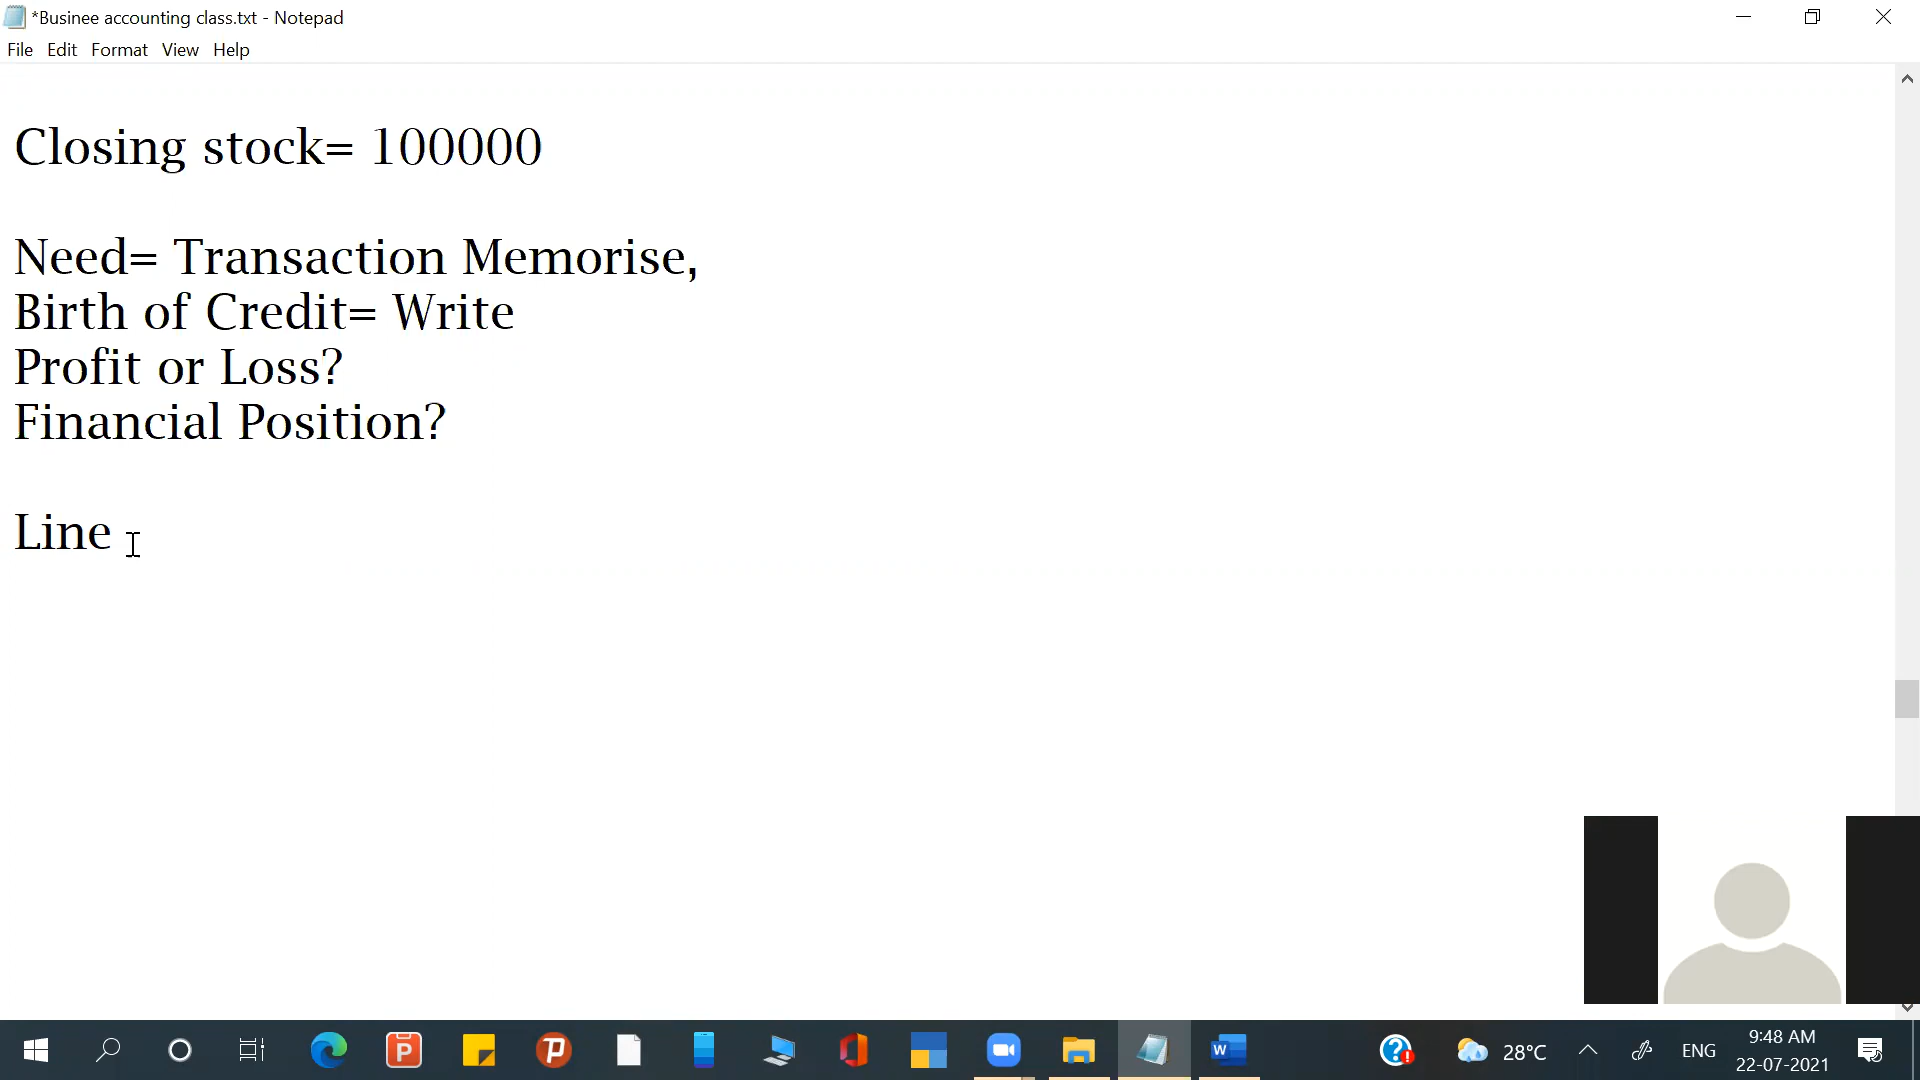 *Businee accounting class.txt - Notepad
File Edit Format View Help
Closing stock= 100000
Need= Transaction Memorise,
Birth of Credit= Write
Profit or Loss?
Financial Position?
Line
28°C
ENG
9:48 AM
22-07-2021